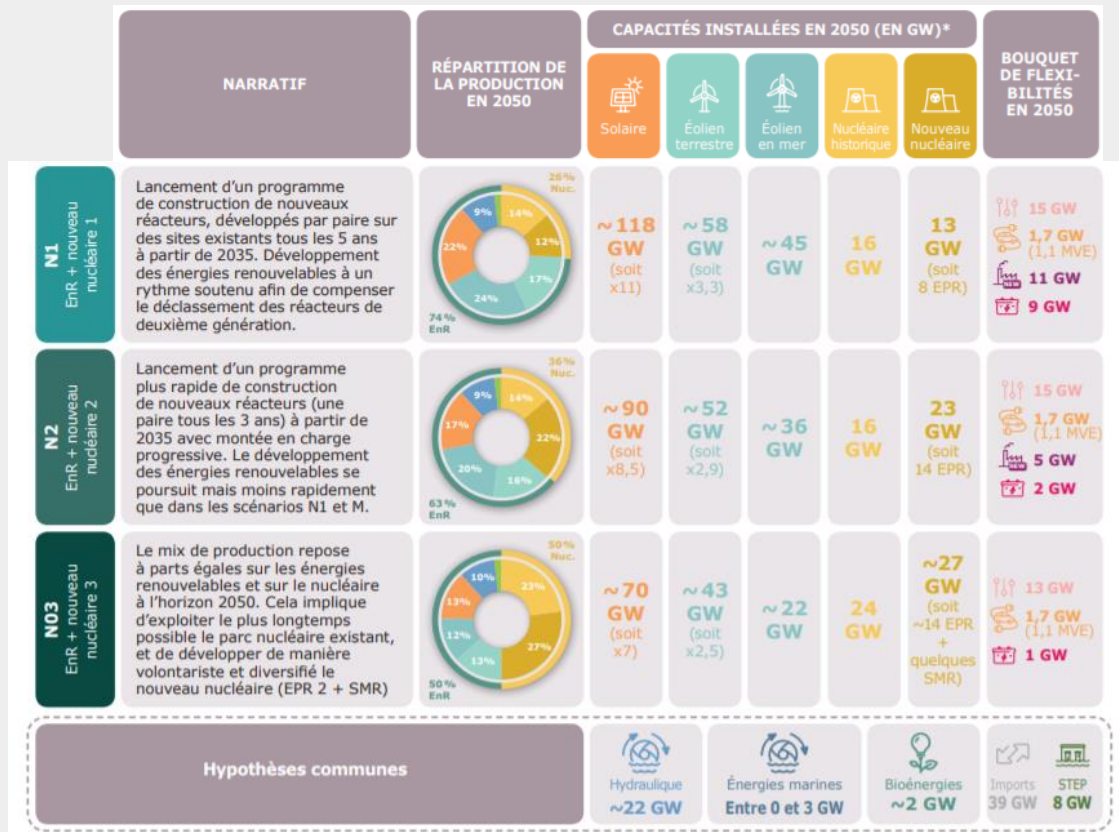 NARRATIF
RÉPARTITION DE
LA PRODUCTION
EN 2050
CAPACITÉS INSTALLÉES EN 2050 (EN GW)*
Solaire
Éolien
terrestre
Éolien
en mer
Nucléaire
historique
Nouveau
nucléaire
BOUQUET
DE FLEXI-
BILITÉS
EN 2050
N1
EnR + nouveau
nucléaire 1
Lancement d'un programme
de construction de nouveaux
réacteurs, développés par paire sur
des sites existants tous les 5 ans
à partir de 2035. Développement
des énergies renouvelables à un
rythme soutenu afin de compenser
le déclassement des réacteurs de
deuxième génération.
26%
Nuc.
14%
12%
17%
24%
22%
9%
74%
EnR
~118
GW
(soit
x11)
~58
GW
(soit
x3,3)
~45
GW
16
GW
13
GW
(soit
8 EPR)
15 GW
1,7 GW
(1,1 MVE)
NEW
11 GW
9 GW
N2
EnR + nouveau
nucléaire 2
Lancement d'un programme
plus rapide de construction
de nouveaux réacteurs (une
paire tous les 3 ans) à partir de
2035 avec montée en charge
progressive. Le développement
des énergies renouvelables se
poursuit mais moins rapidement
que dans les scénarios N1 et M.
36%
Nuc.
14%
22%
20%
17%
9%
63%
EnR
~90
GW
(soit
x8,5)
~52
GW
(soit
x2,9)
~36
GW
16
GW
23
GW
(soit
14 EPR)
15 GW
1,7 GW
(1,1 MVE)
NEW
5 GW
2 GW
N03
EnR + nouveau
nucléaire 3
Le mix de production repose
à parts égales sur les énergies
renouvelables et sur le nucléaire
à l'horizon 2050. Cela implique
d'exploiter le plus longtemps
possible le parc nucléaire existant,
et de développer de manière
volontariste et diversifié le
nouveau nucléaire (EPR 2 + SMR)
50%
Nuc.
23%
27%
13%
12%
13%
10%
50%
EnR
~70
GW
(soit
x7)
~43
GW
(soit
x2,5)
~22
GW
24
GW
~27
GW
(soit
~14 EPR
+
quelques
SMR)
13 GW
1,7 GW
(1,1 MVE)
1 GW
Hypothèses communes
Hydraulique
~22 GW
Énergies marines
Entre 0 et 3 GW
Bioénergies
~2 GW
Imports
39 GW
STEP
8 GW